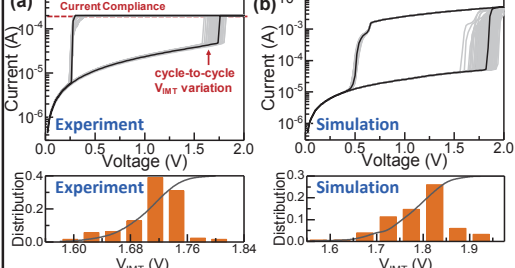 (a)
Current Compliance
Current (A)
10⁻⁴
10⁻⁵
10⁻⁶
cycle-to-cycle
V_IMT variation
Experiment
0.0 0.5 1.0 1.5 2.0
Voltage (V)
(b)
Current (A)
10⁻³
10⁻⁴
10⁻⁵
10⁻⁶
Simulation
0.0 0.5 1.0 1.5 2.0
Voltage (V)
Distribution
0.4
0.2
0.0
Experiment
1.60 1.68 1.76 1.84
V_IMT (V)
Distribution
0.3
0.2
0.1
0.0
Simulation
1.6 1.7 1.8 1.9
V_IMT (V)